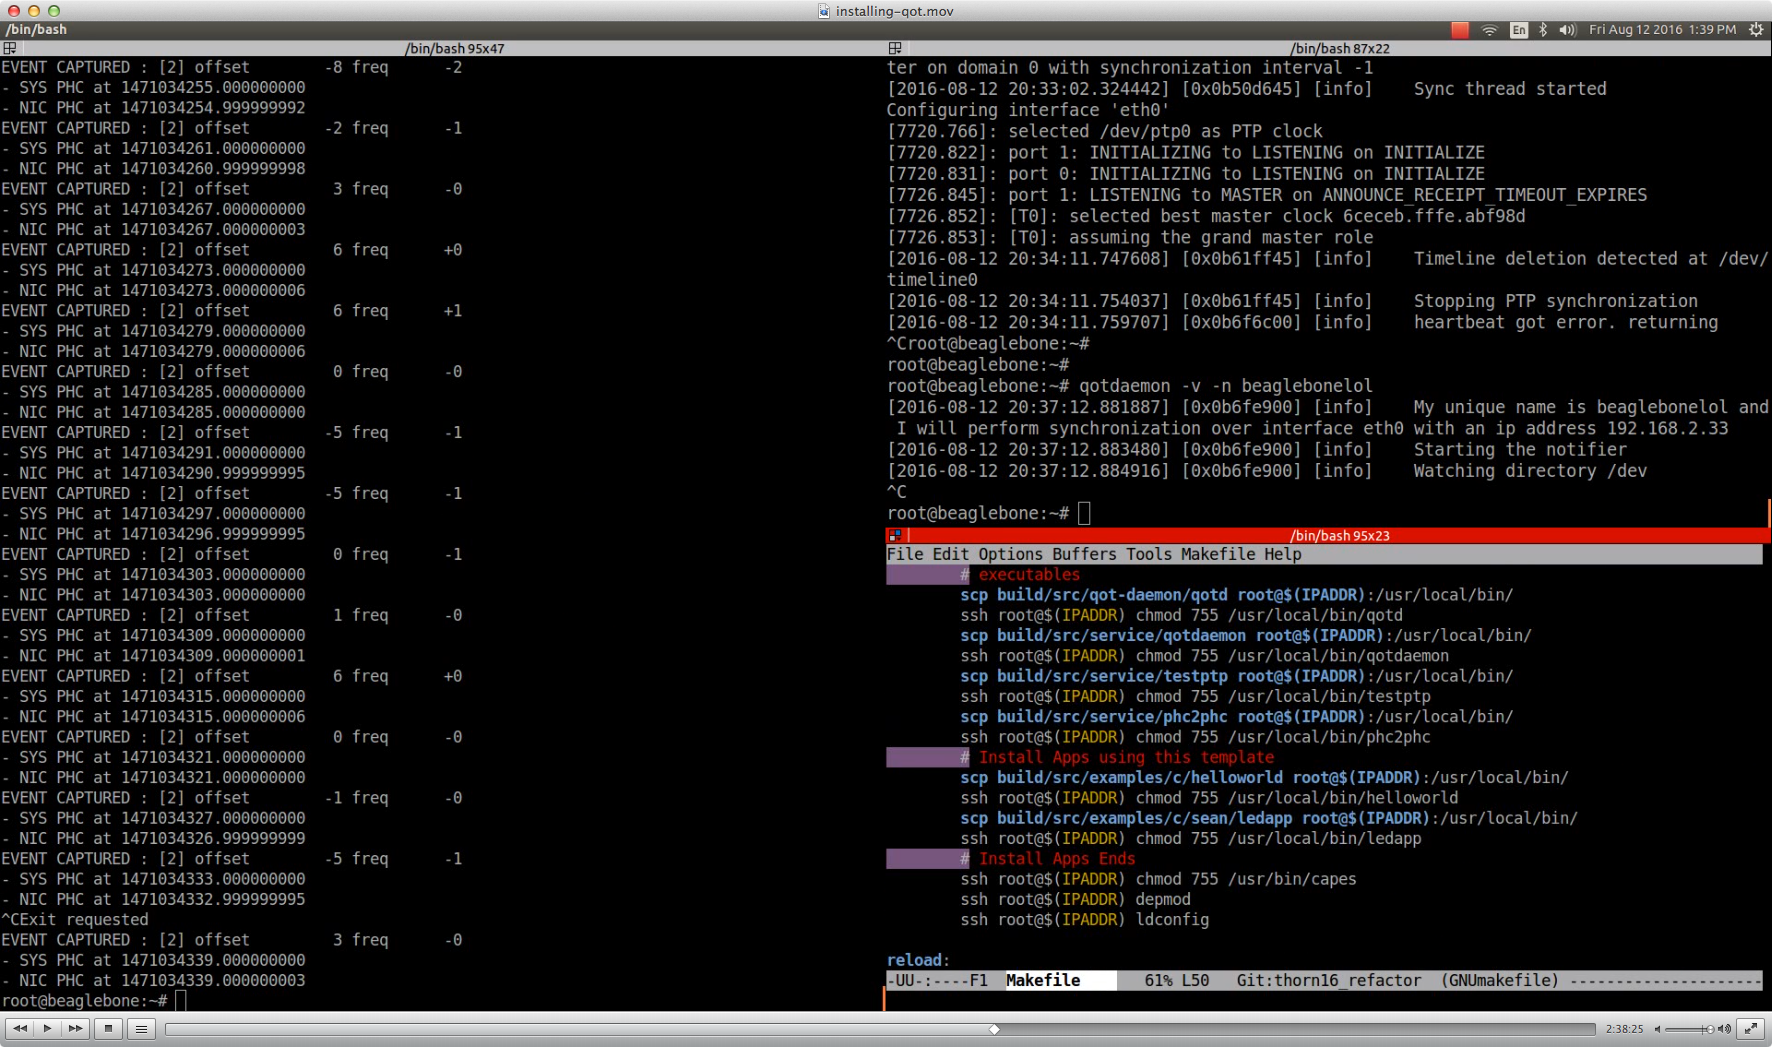 installing-qot.mov
/bin/bash
En
Fri Aug 12 2016 1:39 PM
/bin/bash 95x47
EVENT CAPTURED : [2] offset -8 freq -2
- SYS PHC at 1471034255.000000000
- NIC PHC at 1471034254.999999992
EVENT CAPTURED : [2] offset -2 freq -1
- SYS PHC at 1471034261.000000000
- NIC PHC at 1471034260.999999998
EVENT CAPTURED : [2] offset 3 freq -0
- SYS PHC at 1471034267.000000000
- NIC PHC at 1471034267.000000003
EVENT CAPTURED : [2] offset 6 freq +0
- SYS PHC at 1471034273.000000000
- NIC PHC at 1471034273.000000006
EVENT CAPTURED : [2] offset 6 freq +1
- SYS PHC at 1471034279.000000000
- NIC PHC at 1471034279.000000006
EVENT CAPTURED : [2] offset 0 freq -0
- SYS PHC at 1471034285.000000000
- NIC PHC at 1471034285.000000000
EVENT CAPTURED : [2] offset -5 freq -1
- SYS PHC at 1471034291.000000000
- NIC PHC at 1471034290.999999995
EVENT CAPTURED : [2] offset -5 freq -1
- SYS PHC at 1471034297.000000000
- NIC PHC at 1471034296.999999995
EVENT CAPTURED : [2] offset 0 freq -1
- SYS PHC at 1471034303.000000000
- NIC PHC at 1471034303.000000000
EVENT CAPTURED : [2] offset 1 freq -0
- SYS PHC at 1471034309.000000000
- NIC PHC at 1471034309.000000001
EVENT CAPTURED : [2] offset 6 freq +0
- SYS PHC at 1471034315.000000000
- NIC PHC at 1471034315.000000006
EVENT CAPTURED : [2] offset 0 freq -0
- SYS PHC at 1471034321.000000000
- NIC PHC at 1471034321.000000000
EVENT CAPTURED : [2] offset -1 freq -0
- SYS PHC at 1471034327.000000000
- NIC PHC at 1471034326.999999999
EVENT CAPTURED : [2] offset -5 freq -1
- SYS PHC at 1471034333.000000000
- NIC PHC at 1471034332.999999995
^CExit requested
EVENT CAPTURED : [2] offset 3 freq -0
- SYS PHC at 1471034339.000000000
- NIC PHC at 1471034339.000000003
root@beaglebone:~#
/bin/bash 87x22
ter on domain 0 with synchronization interval -1
[2016-08-12 20:33:02.324442] [0x0b50d645] [info] Sync thread started
Configuring interface 'eth0'
[7720.766]: selected /dev/ptp0 as PTP clock
[7720.822]: port 1: INITIALIZING to LISTENING on INITIALIZE
[7720.831]: port 0: INITIALIZING to LISTENING on INITIALIZE
[7726.845]: port 1: LISTENING to MASTER on ANNOUNCE_RECEIPT_TIMEOUT_EXPIRES
[7726.852]: [T0]: selected best master clock 6ceceb.fffe.abf98d
[7726.853]: [T0]: assuming the grand master role
[2016-08-12 20:34:11.747608] [0x0b61ff45] [info] Timeline deletion detected at /dev/
timeline0
[2016-08-12 20:34:11.754037] [0x0b61ff45] [info] Stopping PTP synchronization
[2016-08-12 20:34:11.759707] [0x0b6f6c00] [info] heartbeat got error. returning
^Croot@beaglebone:~#
root@beaglebone:~#
root@beaglebone:~# qotdaemon -v -n beaglebonelol
[2016-08-12 20:37:12.881887] [0x0b6fe900] [info] My unique name is beaglebonelol and
I will perform synchronization over interface eth0 with an ip address 192.168.2.33
[2016-08-12 20:37:12.883480] [0x0b6fe900] [info] Starting the notifier
[2016-08-12 20:37:12.884916] [0x0b6fe900] [info] Watching directory /dev
^C
root@beaglebone:~#
/bin/bash 95x23
File Edit Options Buffers Tools Makefile Help
# executables
scp build/src/qot-daemon/qotd root@$(IPADDR):/usr/local/bin/
ssh root@$(IPADDR) chmod 755 /usr/local/bin/qotd
scp build/src/service/qotdaemon root@$(IPADDR):/usr/local/bin/
ssh root@$(IPADDR) chmod 755 /usr/local/bin/qotdaemon
scp build/src/service/testptp root@$(IPADDR):/usr/local/bin/
ssh root@$(IPADDR) chmod 755 /usr/local/bin/testptp
scp build/src/service/phc2phc root@$(IPADDR):/usr/local/bin/
ssh root@$(IPADDR) chmod 755 /usr/local/bin/phc2phc
# Install Apps using this template
scp build/src/examples/c/helloworld root@$(IPADDR):/usr/local/bin/
ssh root@$(IPADDR) chmod 755 /usr/local/bin/helloworld
scp build/src/examples/c/sean/ledapp root@$(IPADDR):/usr/local/bin/
ssh root@$(IPADDR) chmod 755 /usr/local/bin/ledapp
# Install Apps Ends
ssh root@$(IPADDR) chmod 755 /usr/bin/capes
ssh root@$(IPADDR) depmod
ssh root@$(IPADDR) ldconfig
reload:
-UU-:----F1 Makefile 61% L50 Git:thorn16_refactor (GNUmakefile) ---------------------
2:38:25